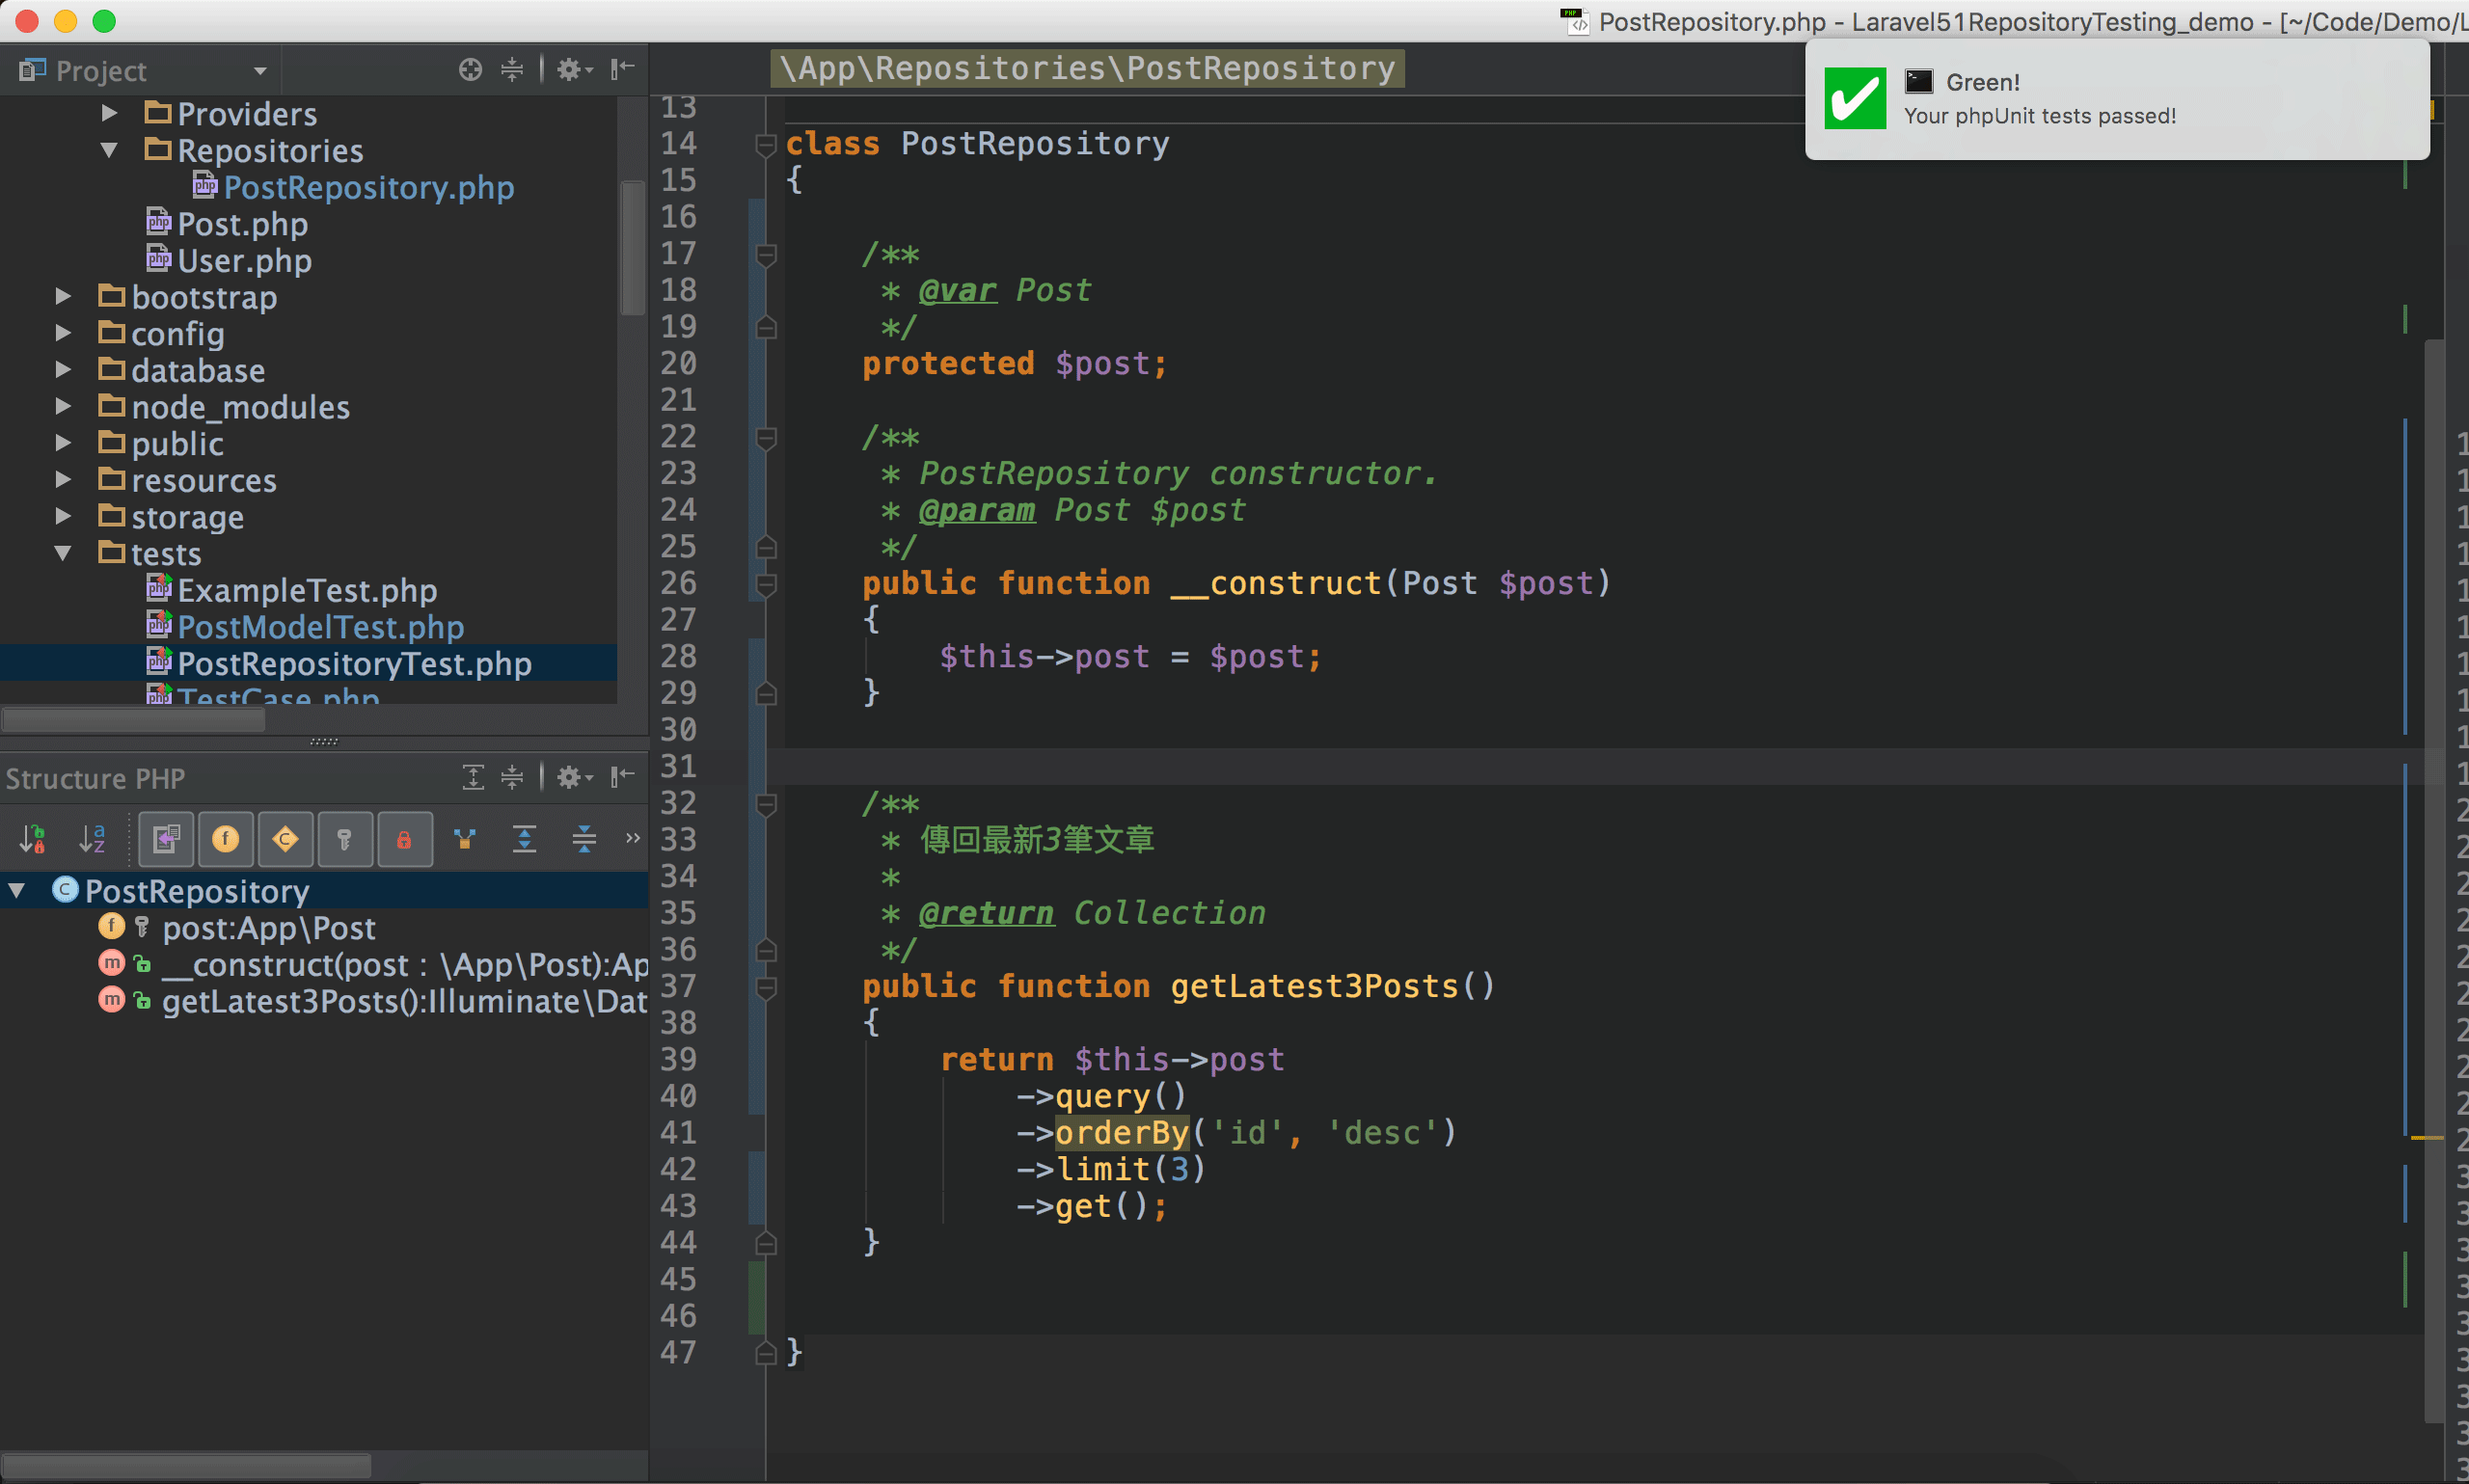 PostRepository.php - Laravel51RepositoryTesting_demo - [~/Code/Demo/L
Green!
Your phpUnit tests passed!
Project
Providers
Repositories
PostRepository.php
Post.php
User.php
bootstrap
config
database
node_modules
public
resources
storage
tests
ExampleTest.php
PostModelTest.php
PostRepositoryTest.php
TestCase.php
Structure PHP
PostRepository
post:App\Post
__construct(post : \App\Post):Ap
getLatest3Posts():Illuminate\Dat
\App\Repositories\PostRepository
13
14 class PostRepository
15 {
16
17 /**
18 * @var Post
19 */
20 protected $post;
21
22 /**
23 * PostRepository constructor.
24 * @param Post $post
25 */
26 public function __construct(Post $post)
27 {
28 $this->post = $post;
29 }
30
31
32 /**
33 * 傳回最新3筆文章
34 *
35 * @return Collection
36 */
37 public function getLatest3Posts()
38 {
39 return $this->post
40 ->query()
41 ->orderBy('id', 'desc')
42 ->limit(3)
43 ->get();
44 }
45
46
47 }